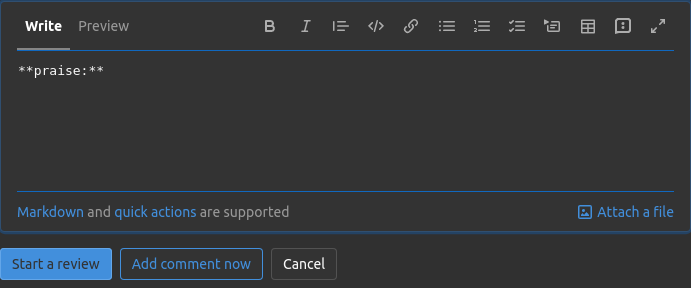 Write Preview
**praise:**
Markdown and quick actions are supported Attach a file
Start a review Add comment now Cancel